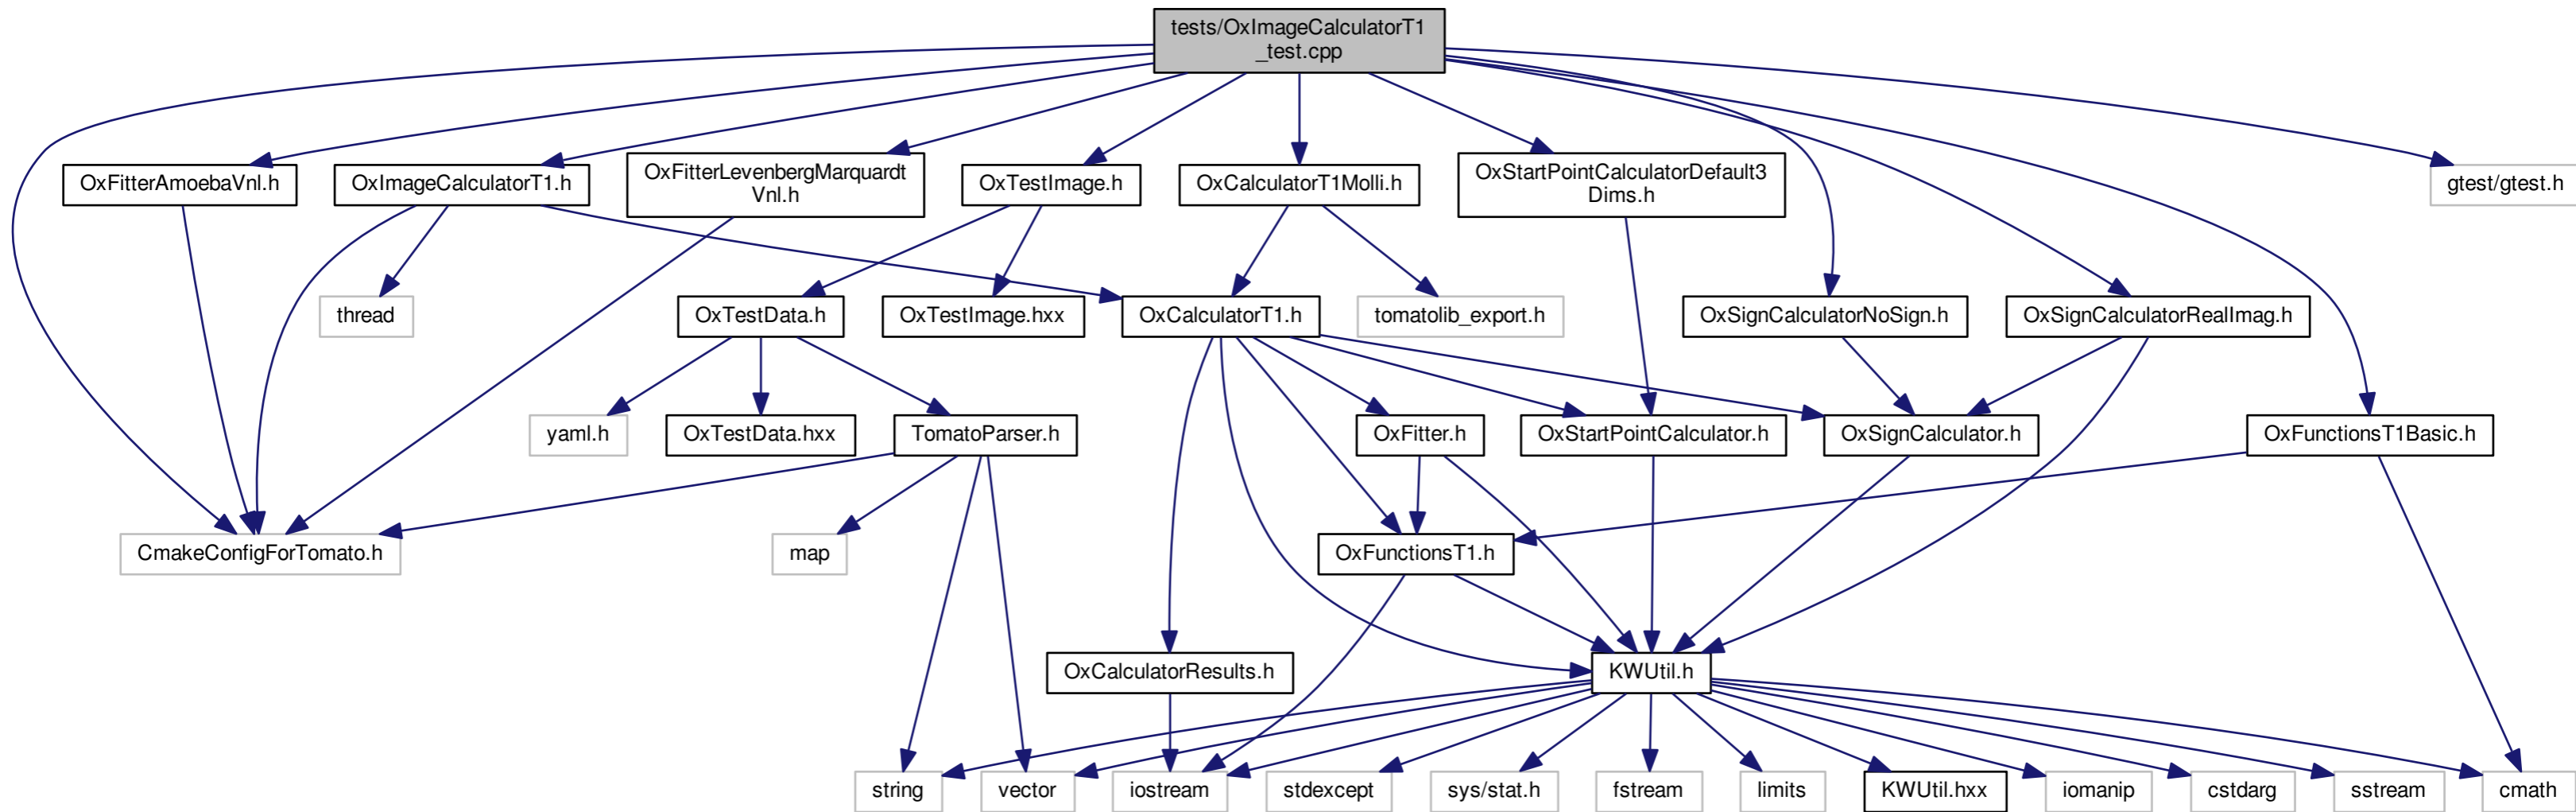 tests/OxImageCalculatorT1
_test.cpp
OxFitterAmoebaVnl.h
OxImageCalculatorT1.h
OxFitterLevenbergMarquardt
Vnl.h
OxTestImage.h
OxCalculatorT1Molli.h
OxStartPointCalculatorDefault3
Dims.h
gtest/gtest.h
thread
OxTestData.h
OxTestImage.hxx
OxCalculatorT1.h
tomatolib_export.h
OxSignCalculatorNoSign.h
OxSignCalculatorRealImag.h
yaml.h
OxTestData.hxx
TomatoParser.h
OxFitter.h
OxStartPointCalculator.h
OxSignCalculator.h
OxFunctionsT1Basic.h
CmakeConfigForTomato.h
map
OxFunctionsT1.h
OxCalculatorResults.h
KWUtil.h
string
vector
iostream
stdexcept
sys/stat.h
fstream
limits
KWUtil.hxx
iomanip
cstdarg
sstream
cmath